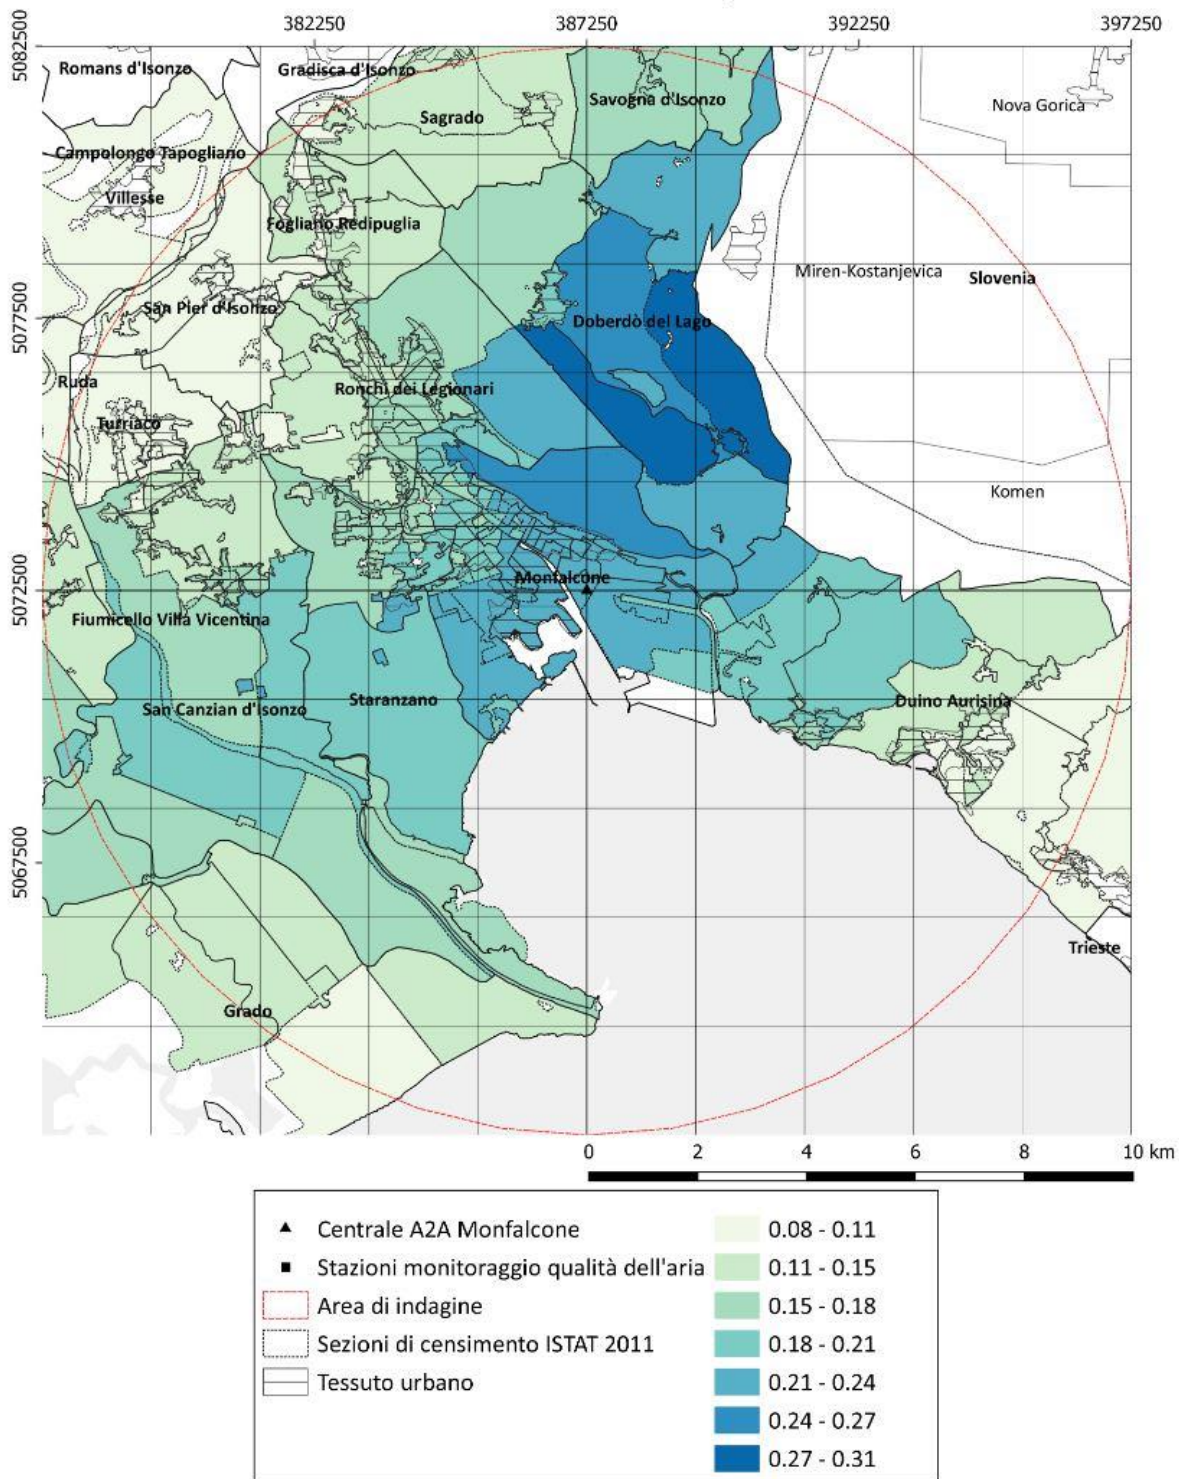 382250 387250 392250 397250
5082500
Romans d'Isonzo
Gradisca d'Isonzo
Savogna d'Isonzo
Nova Gorica
Sagrado
Campolongo Tapogliano
Villesse
Fogliano Redipuglia
Miren-Kostanjevica
Slovenia
5077500
San Pier d'Isonzo
Doberdò del Lago
Ruda
Ronchi dei Legionari
Turriaco
Komen
5072500
Monfalcone
Fiumicello Villa Vicentina
San Canzian d'Isonzo
Staranzano
Duino Aurisina
5067500
Trieste
Grado
0 2 4 6 8 10 km
Centrale A2A Monfalcone
Stazioni monitoraggio qualità dell'aria
Area di indagine
Sezioni di censimento ISTAT 2011
Tessuto urbano
0.08 - 0.11
0.11 - 0.15
0.15 - 0.18
0.18 - 0.21
0.21 - 0.24
0.24 - 0.27
0.27 - 0.31